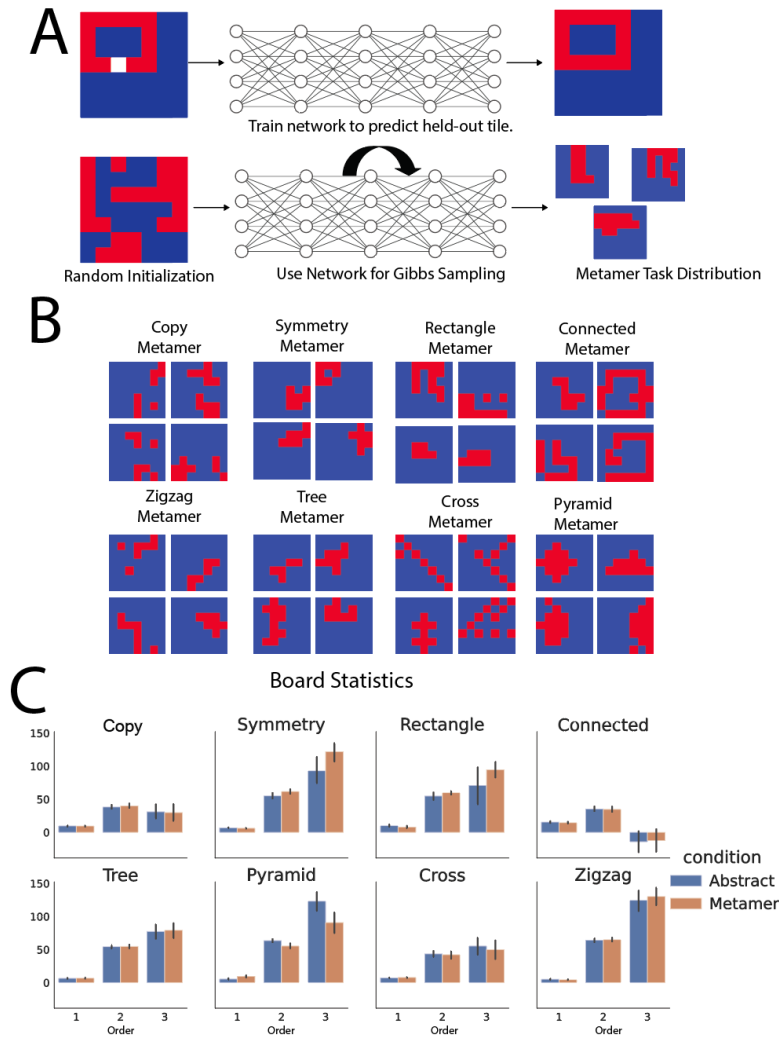 A
Train network to predict held-out tile.
Random Initialization
Use Network for Gibbs Sampling
Metamer Task Distribution
B
Copy
Metamer
Symmetry
Metamer
Rectangle
Metamer
Connected
Metamer
Zigzag
Metamer
Tree
Metamer
Cross
Metamer
Pyramid
Metamer
C
Board Statistics
Copy
Symmetry
Rectangle
Connected
150
100
50
0
condition
Abstract
Metamer
Tree
Pyramid
Cross
Zigzag
150
100
50
0
1 2 3
Order
1 2 3
Order
1 2 3
Order
1 2 3
Order